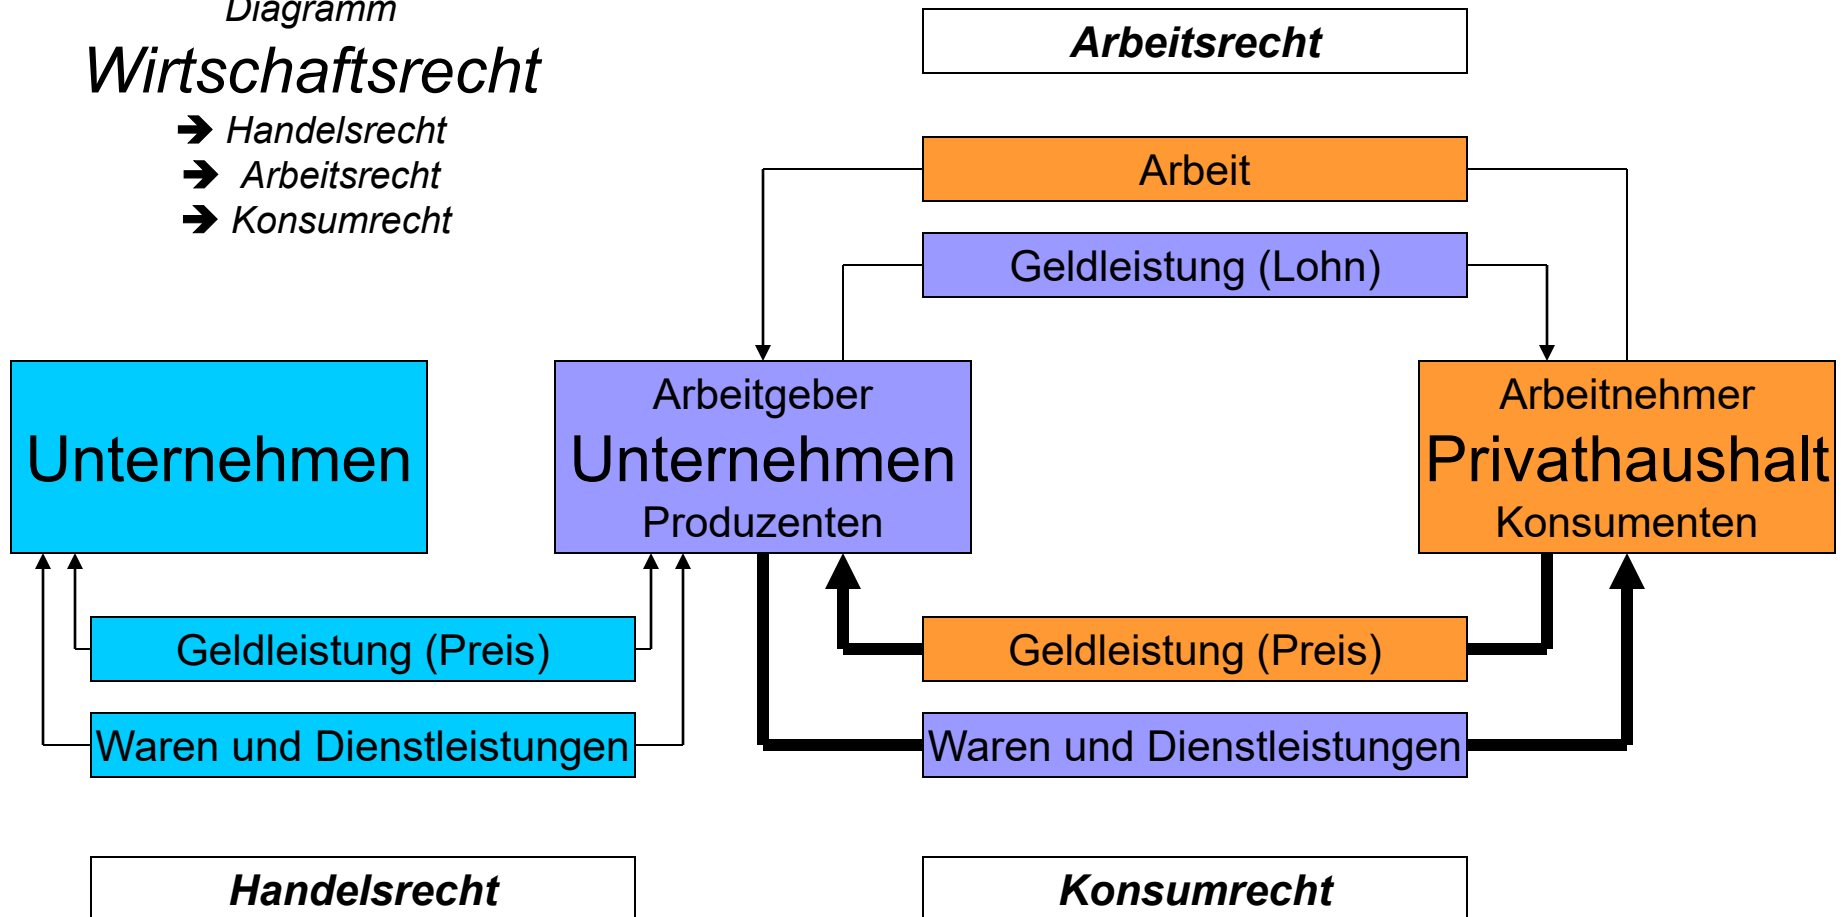 Diagramm
Wirtschaftsrecht
➔ Handelsrecht
➔ Arbeitsrecht
➔ Konsumrecht
Arbeitsrecht
Arbeit
Geldleistung (Lohn)
Unternehmen
Arbeitgeber
Unternehmen
Produzenten
Arbeitnehmer
Privathaushalt
Konsumenten
Geldleistung (Preis)
Waren und Dienstleistungen
Geldleistung (Preis)
Waren und Dienstleistungen
Handelsrecht
Konsumrecht